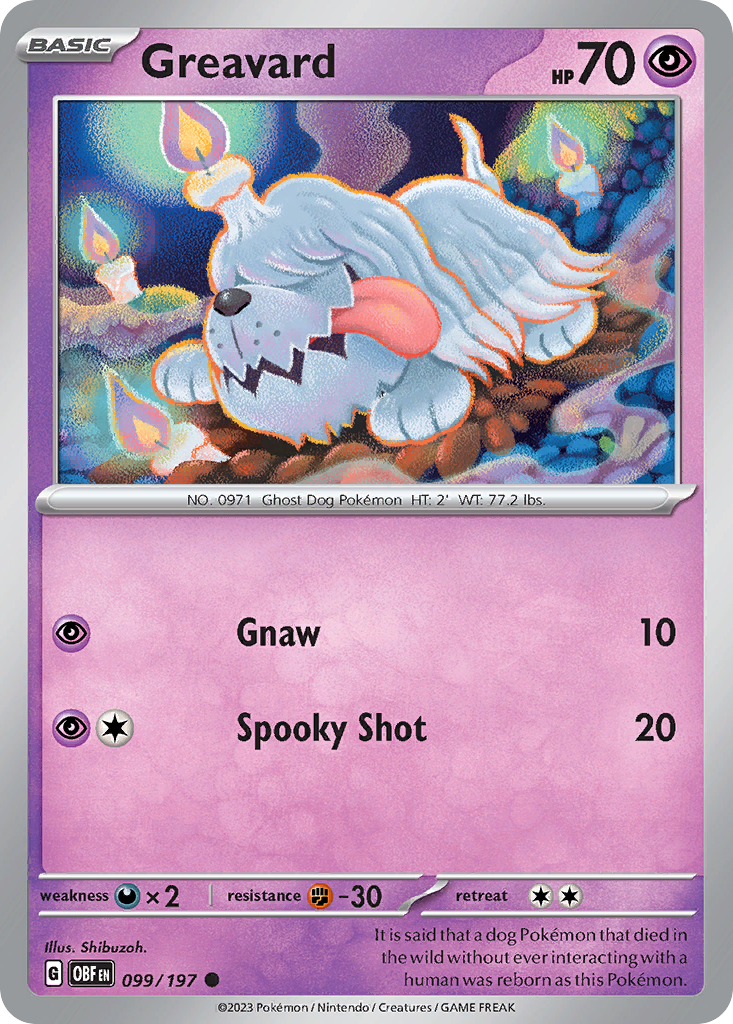 BASIC
Greavard
HP 70
NO. 0971 Ghost Dog Pokémon HT: 2' WT: 77.2 lbs.
Gnaw 10
Spooky Shot 20
weakness ×2 resistance -30 retreat
Illus. Shibuzoh.
It is said that a dog Pokémon that died in
the wild without ever interacting with a
human was reborn as this Pokémon.
G OBF EN 099/197
©2023 Pokémon / Nintendo / Creatures / GAME FREAK